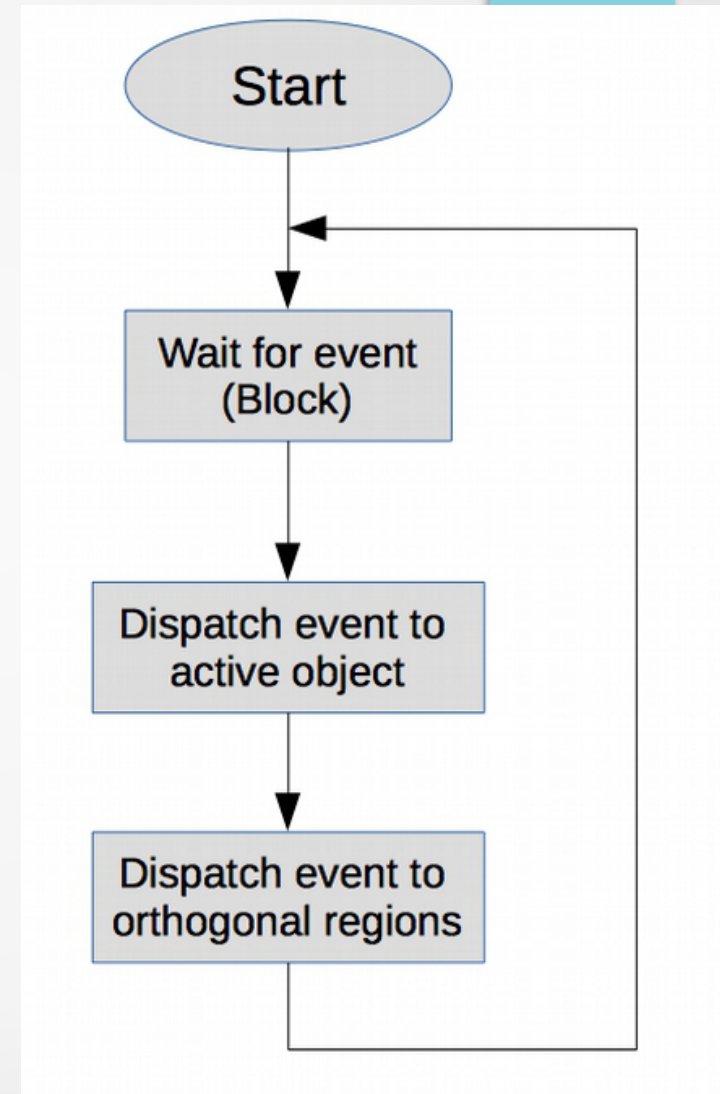 Start
Wait for event
(Block)
Dispatch event to
active object
Dispatch event to
orthogonal regions